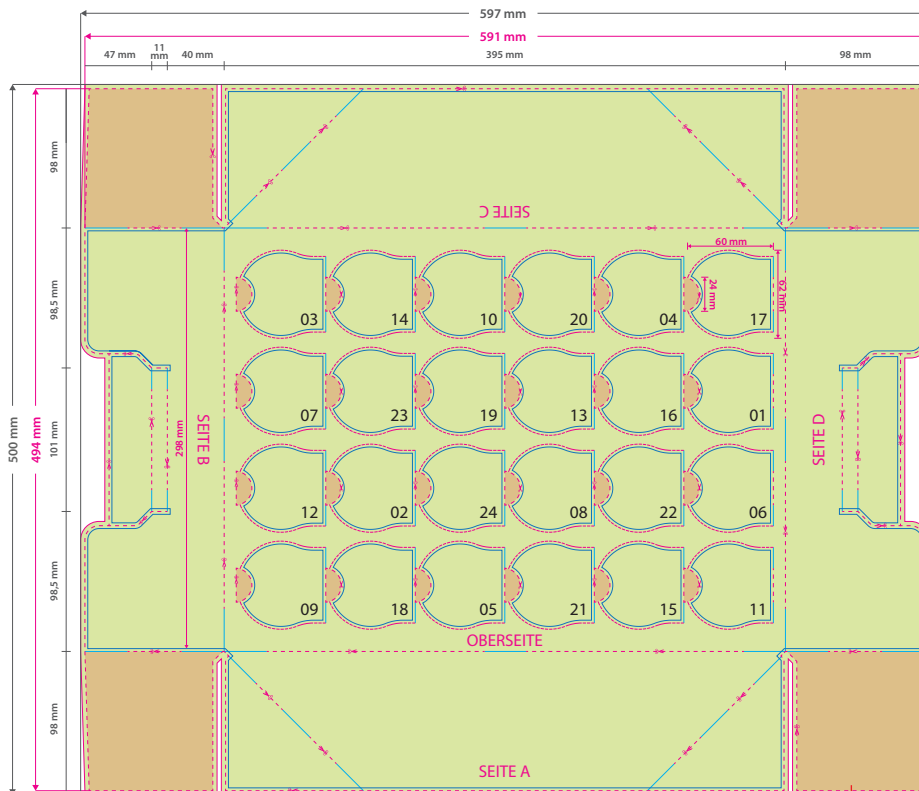 597 mm
591 mm
47 mm
11
mm
40 mm
395 mm
98 mm
500 mm
494 mm
98 mm
98,5 mm
101 mm
98,5 mm
98 mm
SEITE C
60 mm
24 mm
62 mm
03 14 10 20 04 17
07 23 19 13 16 01
SEITE B
298 mm
SEITE D
12 02 24 08 22 06
09 18 05 21 15 11
OBERSEITE
SEITE A